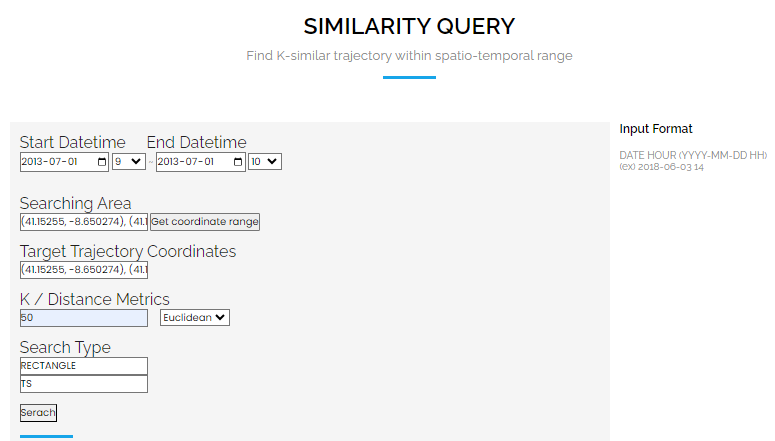 SIMILARITY QUERY
Find K-similar trajectory within spatio-temporal range
Start Datetime End Datetime
2013-07-01 9 - 2013-07-01 10
Searching Area
(41.15255, -8.650274), (41.1 Get coordinate range
Target Trajectory Coordinates
(41.15255, -8.650274), (41.1
K / Distance Metrics
50 Euclidean
Search Type
RECTANGLE
TS
Serach
Input Format
DATE HOUR (YYYY-MM-DD HH)
(ex) 2018-06-03 14